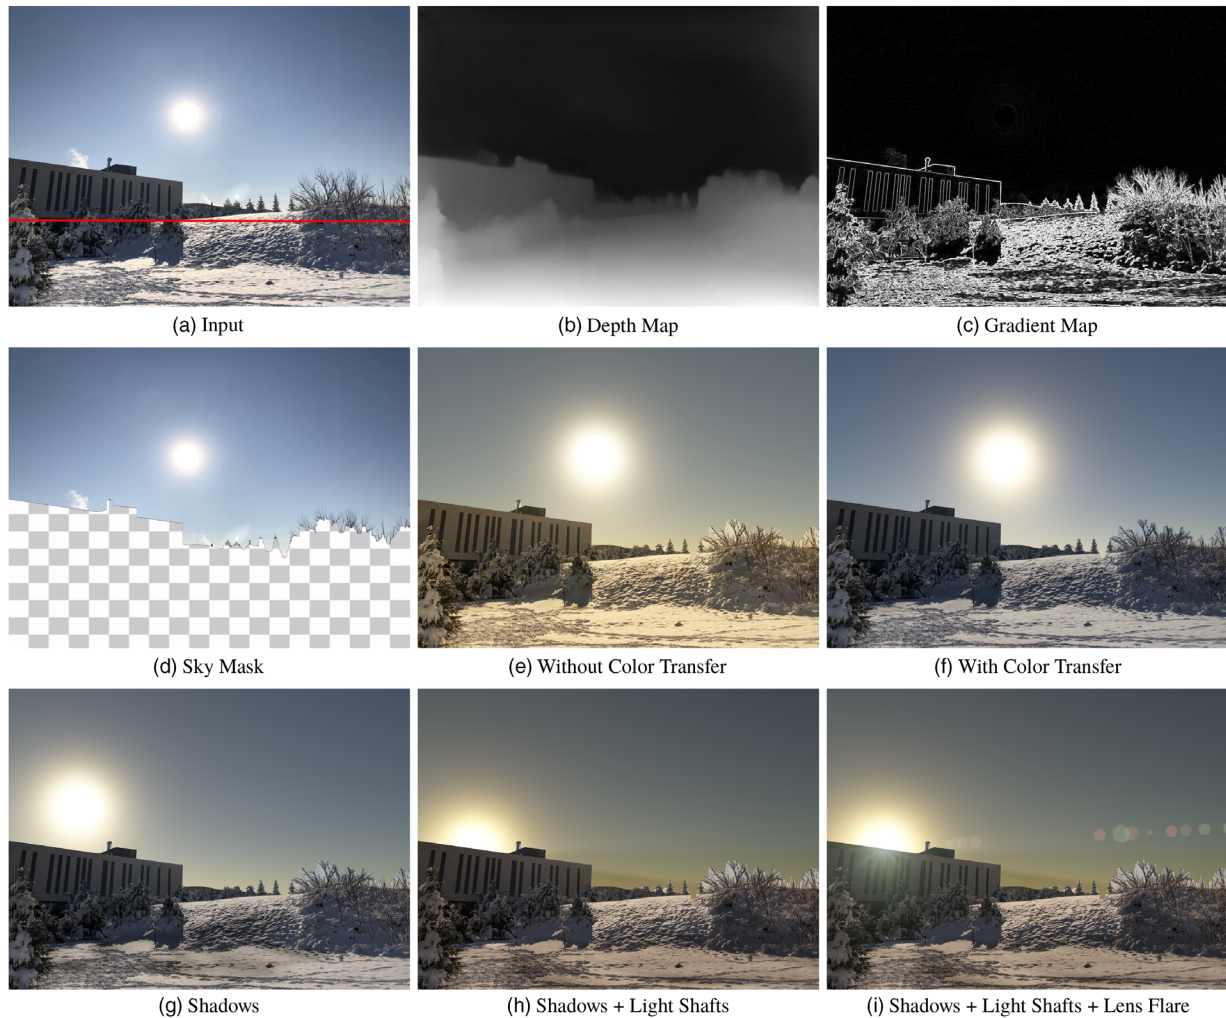 (a) Input
(b) Depth Map
(c) Gradient Map
(d) Sky Mask
(e) Without Color Transfer
(f) With Color Transfer
(g) Shadows
(h) Shadows + Light Shafts
(i) Shadows + Light Shafts + Lens Flare